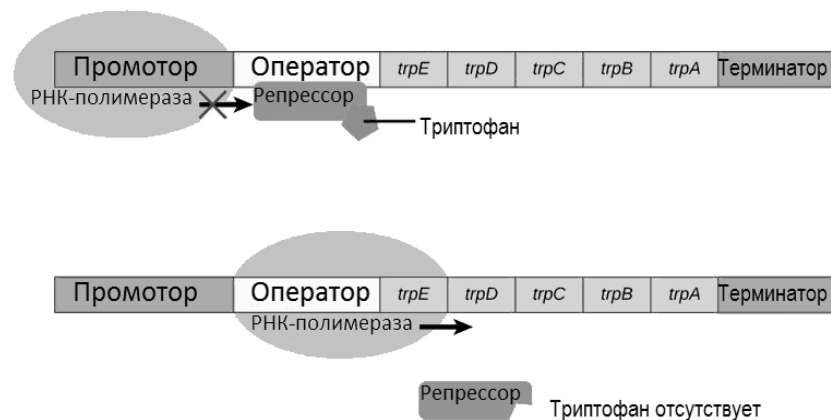 Промотор Оператор trpE trpD trpC trpB trpA Терминатор
РНК-полимераза Репрессор
Триптофан
Промотор Оператор trpE trpD trpC trpB trpA Терминатор
РНК-полимераза
Репрессор
Триптофан отсутствует